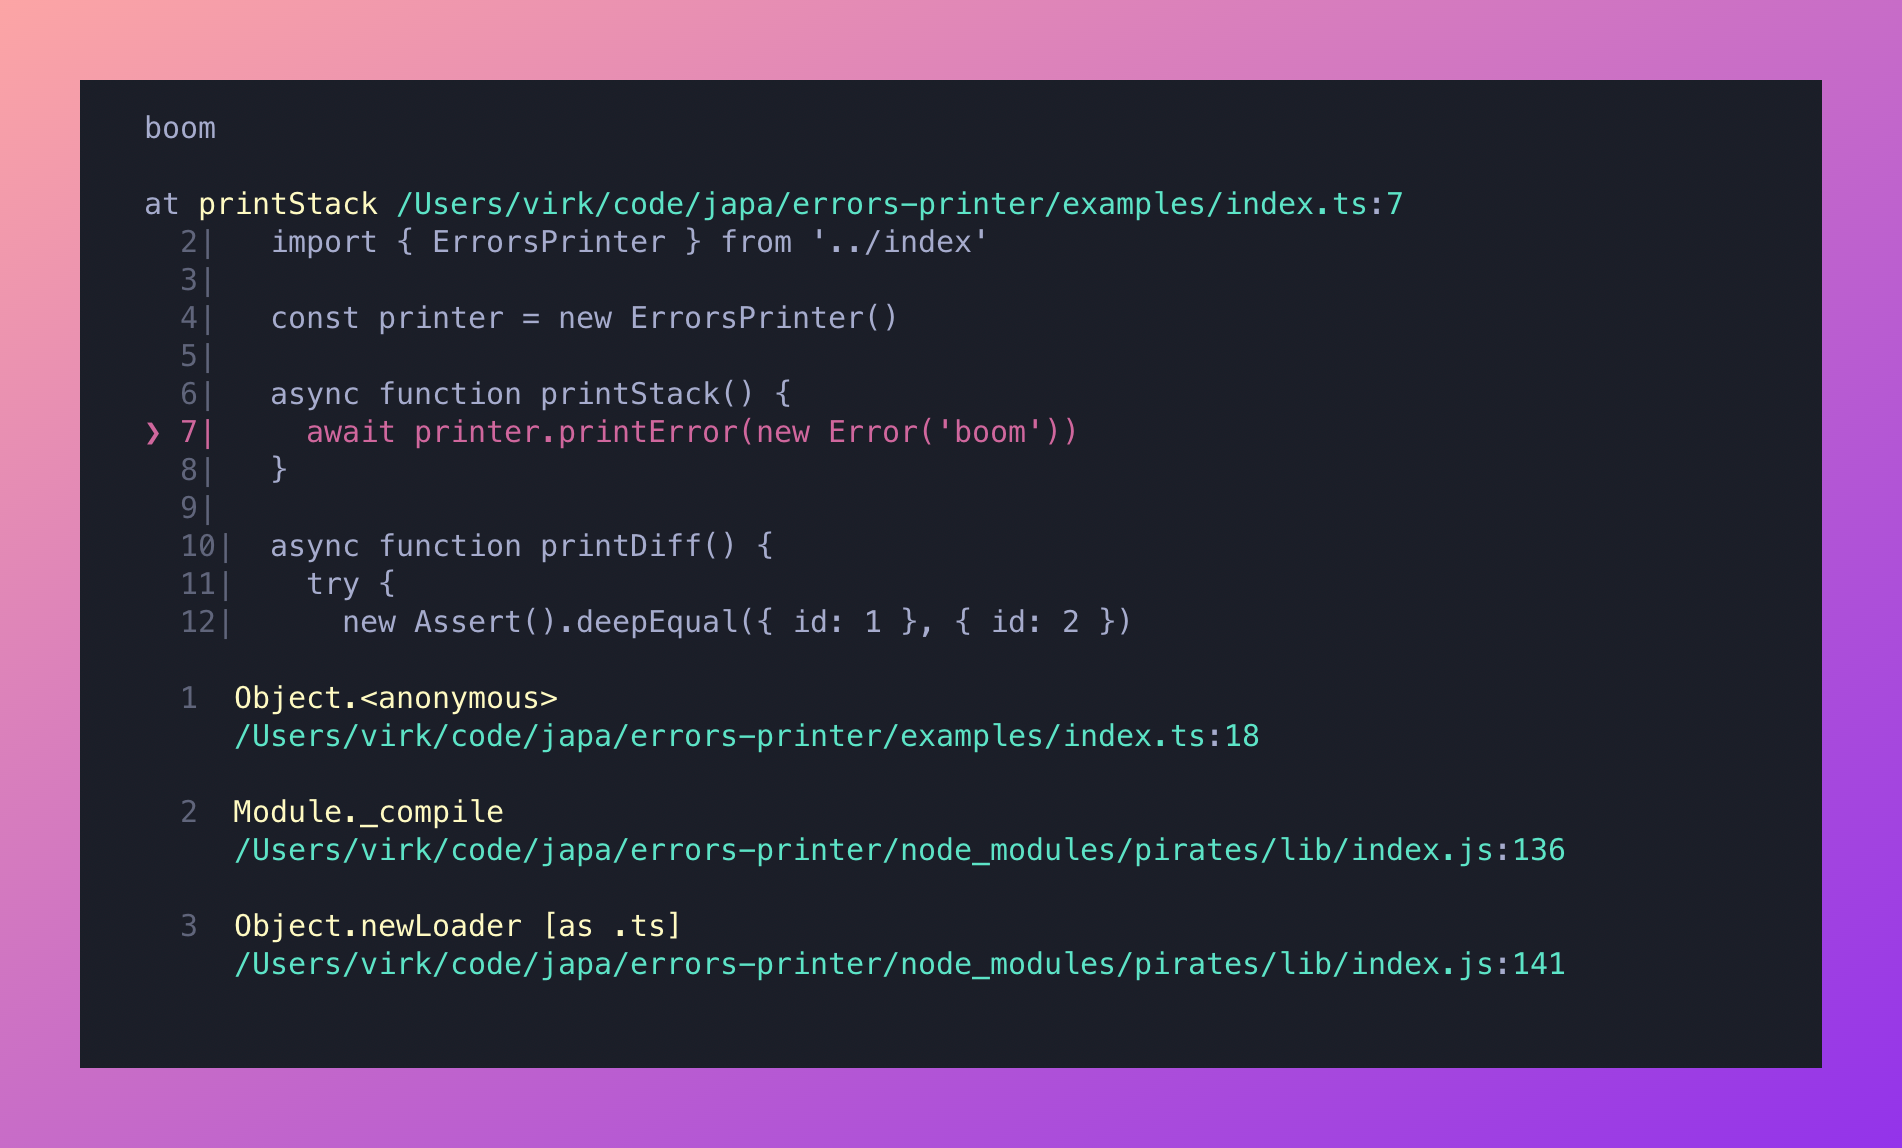 boom
at printStack /Users/virk/code/japa/errors-printer/examples/index.ts:7
2|   import { ErrorsPrinter } from '../index'
3|
4|   const printer = new ErrorsPrinter()
5|
6|   async function printStack() {
❯ 7|     await printer.printError(new Error('boom'))
8|   }
9|
10|  async function printDiff() {
11|    try {
12|      new Assert().deepEqual({ id: 1 }, { id: 2 })
1  Object.<anonymous>
/Users/virk/code/japa/errors-printer/examples/index.ts:18
2  Module._compile
/Users/virk/code/japa/errors-printer/node_modules/pirates/lib/index.js:136
3  Object.newLoader [as .ts]
/Users/virk/code/japa/errors-printer/node_modules/pirates/lib/index.js:141